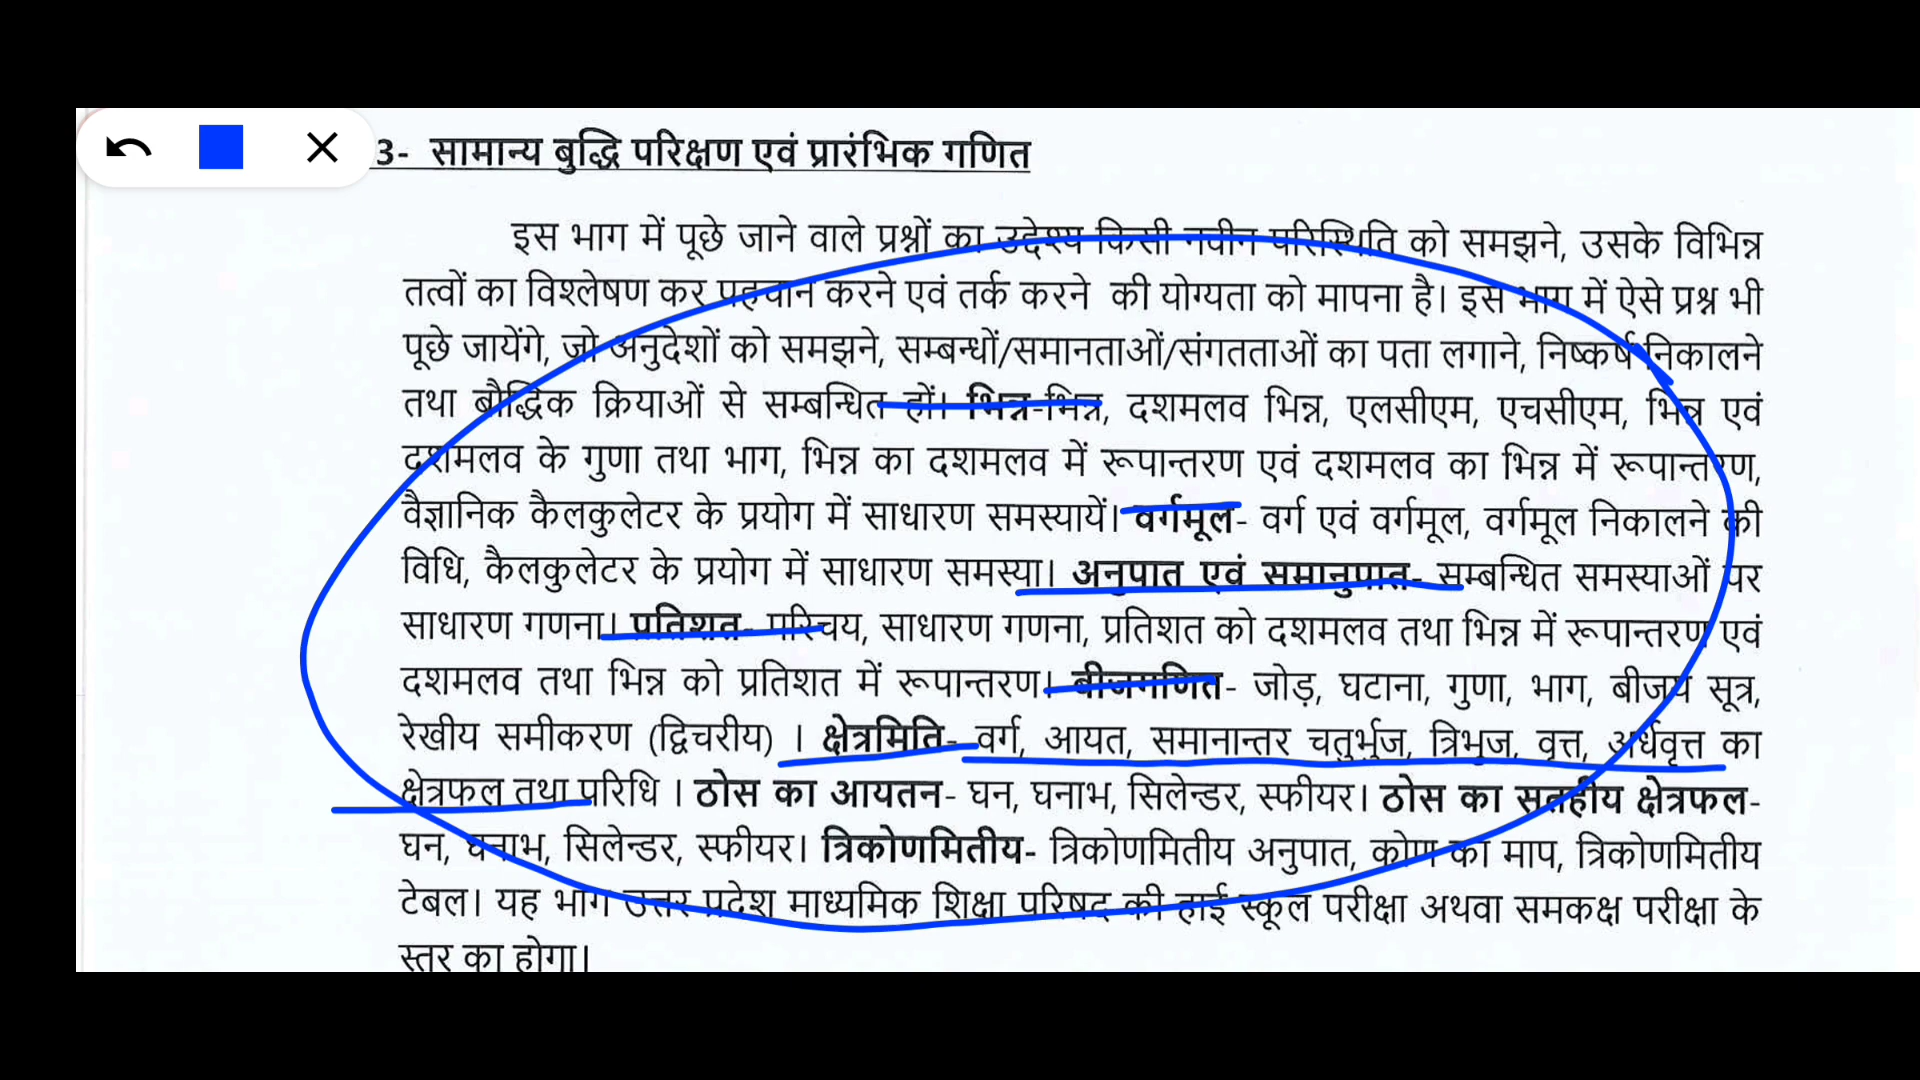 3- सामान्य बुद्धि परिक्षण एवं प्रारंभिक गणित
इस भाग में पूछे जाने वाले प्रश्नों का उद्देश्य किसी नवीन परिस्थिति को समझने, उसके विभिन्न
तत्वों का विश्लेषण कर पहचान करने एवं तर्क करने की योग्यता को मापना है। इस भाग में ऐसे प्रश्न भी
पूछे जायेंगे, जो अनुदेशों को समझने, सम्बन्धों/समानताओं/संगतताओं का पता लगाने, निष्कर्ष निकालने
तथा बौद्धिक क्रियाओं से सम्बन्धित हों। भिन्न-भिन्न, दशमलव भिन्न, एलसीएम, एचसीएम, भिन्न एवं
दशमलव के गुणा तथा भाग, भिन्न का दशमलव में रूपान्तरण एवं दशमलव का भिन्न में रूपान्तरण,
वैज्ञानिक कैलकुलेटर के प्रयोग में साधारण समस्यायें। वर्गमूल- वर्ग एवं वर्गमूल, वर्गमूल निकालने की
विधि, कैलकुलेटर के प्रयोग में साधारण समस्या। अनुपात एवं समानुपात- सम्बन्धित समस्याओं पर
साधारण गणना। प्रतिशत- परिचय, साधारण गणना, प्रतिशत को दशमलव तथा भिन्न में रूपान्तरण एवं
दशमलव तथा भिन्न को प्रतिशत में रूपान्तरण। बीजगणित- जोड़, घटाना, गुणा, भाग, बीजय सूत्र,
रेखीय समीकरण (द्विचरीय) । क्षेत्रमिति- वर्ग, आयत, समानान्तर चतुर्भुज, त्रिभुज, वृत्त, अर्धवृत्त का
क्षेत्रफल तथा परिधि । ठोस का आयतन- घन, घनाभ, सिलेन्डर, स्फीयर। ठोस का सतहीय क्षेत्रफल-
घन, घनाभ, सिलेन्डर, स्फीयर। त्रिकोणमितीय- त्रिकोणमितीय अनुपात, कोण का माप, त्रिकोणमितीय
टेबल। यह भाग उत्तर प्रदेश माध्यमिक शिक्षा परिषद की हाई स्कूल परीक्षा अथवा समकक्ष परीक्षा के
स्तर का होगा।